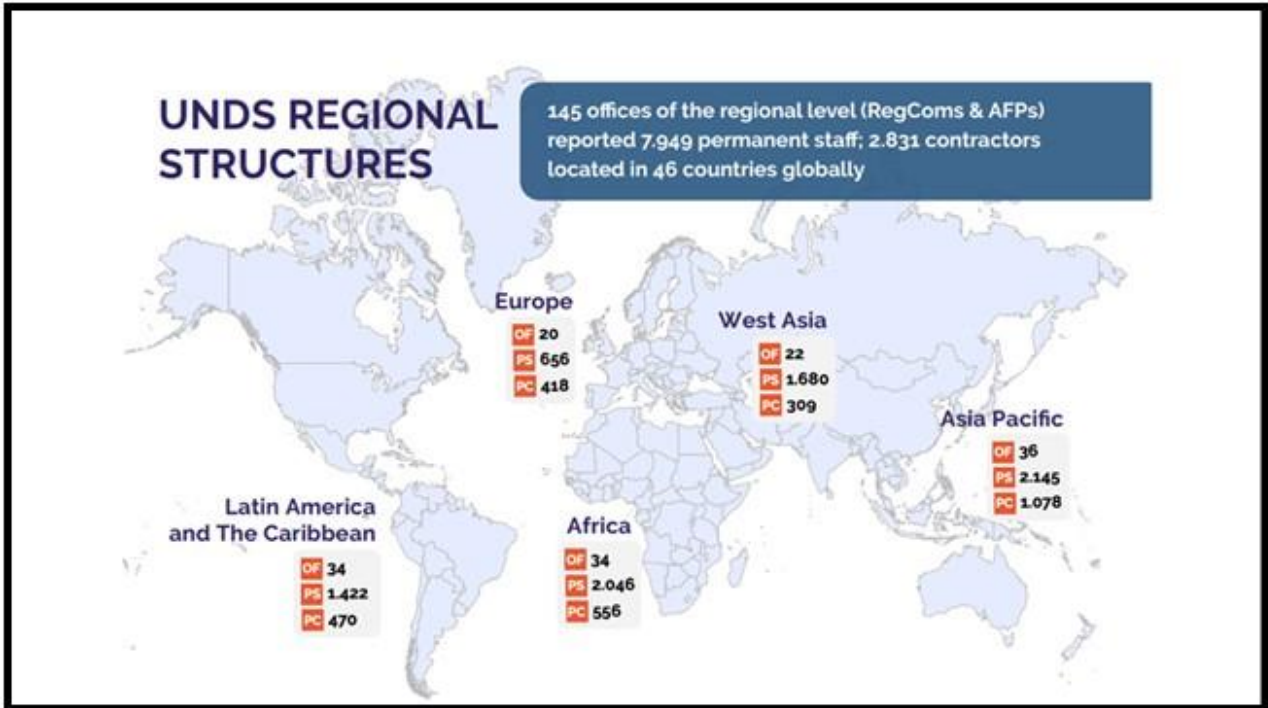 UNDS REGIONAL
STRUCTURES
145 offices of the regional level (RegComs & AFPs)
reported 7.949 permanent staff; 2.831 contractors
located in 46 countries globally
Europe
OF 20
PS 656
PC 418
West Asia
OF 22
PS 1.680
PC 309
Asia Pacific
OF 36
PS 2.145
PC 1.078
Latin America
and The Caribbean
OF 34
PS 1.422
PC 470
Africa
OF 34
PS 2.046
PC 556